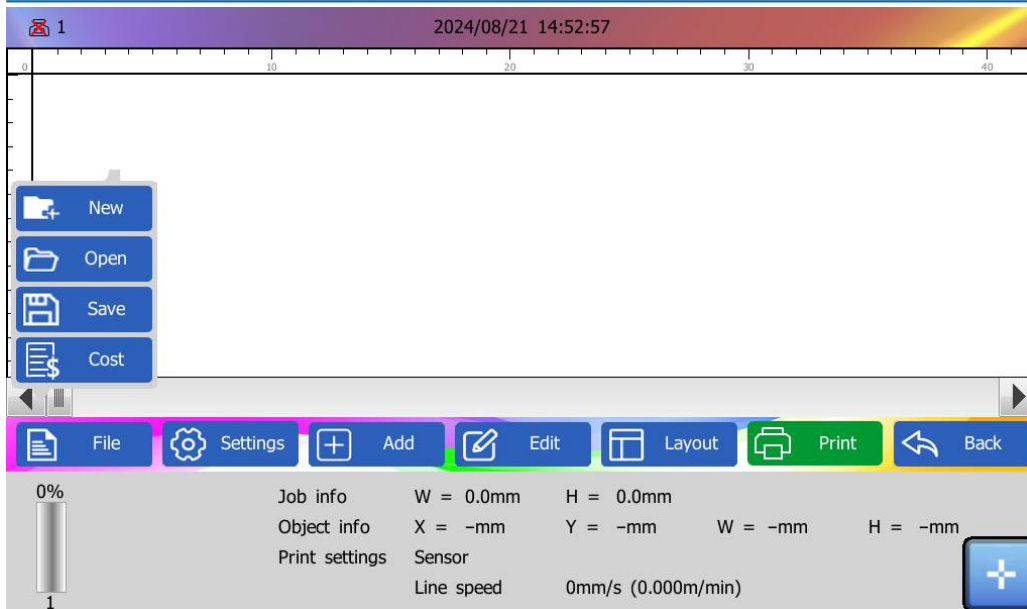 1 2024/08/21 14:52:57
0 10 20 30 40
New
Open
Save
Cost
File Settings Add Edit Layout Print Back
0% Job info W = 0.0mm H = 0.0mm
Object info X = –mm Y = –mm W = –mm H = –mm
Print settings Sensor
Line speed 0mm/s (0.000m/min)
1